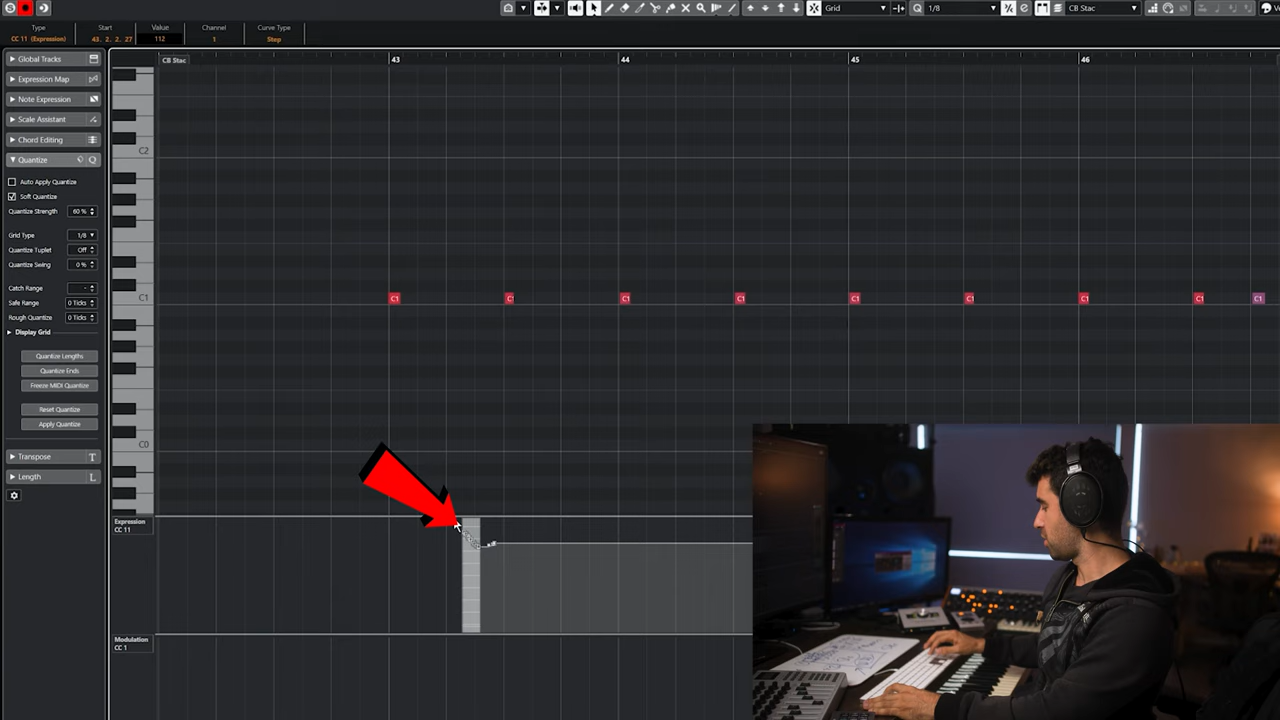 Grid
Q 1/8
CB Stac
Type Start Value Channel Curve Type
CC 11 (Expression) 43. 2. 2. 27 112 1 Step
Global Tracks
Expression Map
Note Expression
Scale Assistant
Chord Editing
Quantize Q
Auto Apply Quantize
Soft Quantize
Quantize Strength 60 %
Grid Type 1/8
Quantize Tuplet Off
Quantize Swing 0 %
Catch Range -
Safe Range 0 Ticks
Rough Quantize 0 Ticks
Display Grid
Quantize Lengths
Quantize Ends
Freeze MIDI Quantize
Reset Quantize
Apply Quantize
Transpose T
Length L
CB Stac 43 44 45 46
C2
C1
C1 C1 C1 C1 C1 C1 C1 C1 C1
C0
Expression
CC 11
Modulation
CC 1